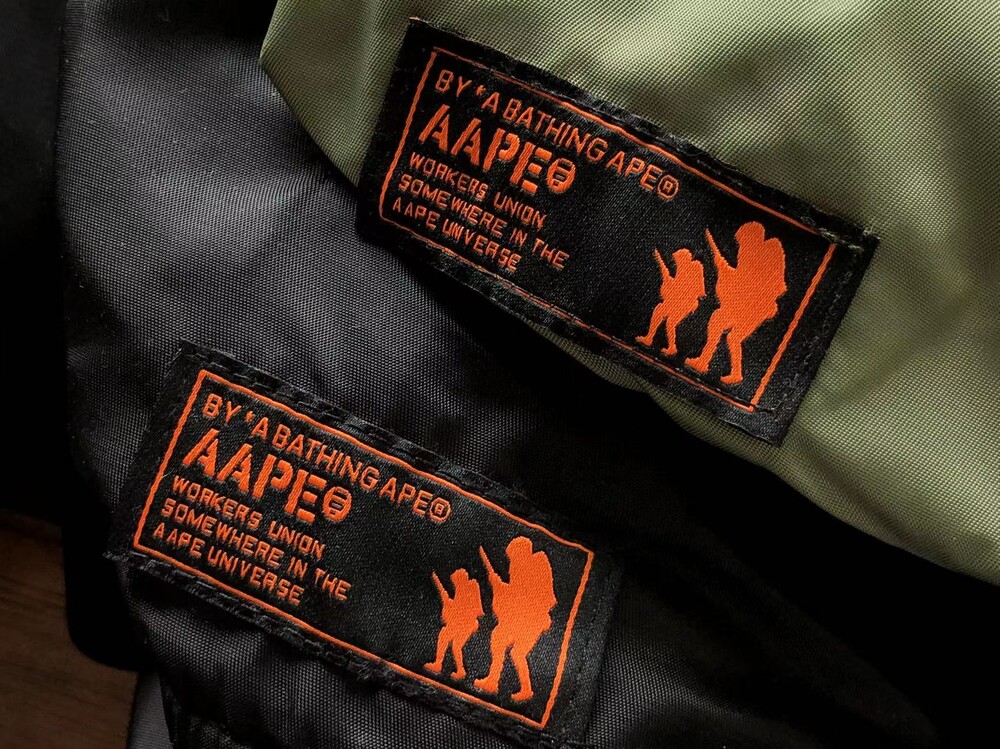 BY *A BATHING APE®
AAPE
WORKERS UNION
SOMEWHERE IN THE
AAPE UNIVERSE
BY *A BATHING APE®
AAPE
WORKERS UNION
SOMEWHERE IN THE
AAPE UNIVERSE